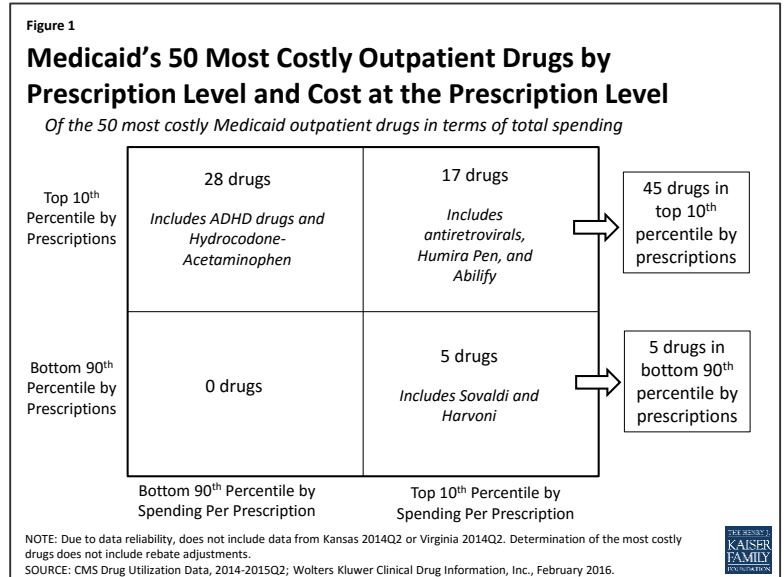 Figure 1
Medicaid’s 50 Most Costly Outpatient Drugs by
Prescription Level and Cost at the Prescription Level
Of the 50 most costly Medicaid outpatient drugs in terms of total spending
Top 10th
Percentile by
Prescriptions
28 drugs
Includes ADHD drugs and
Hydrocodone-
Acetaminophen
17 drugs
Includes
antiretrovirals,
Humira Pen, and
Abilify
45 drugs in
top 10th
percentile by
prescriptions
Bottom 90th
Percentile by
Prescriptions
0 drugs
5 drugs
Includes Sovaldi and
Harvoni
5 drugs in
bottom 90th
percentile by
prescriptions
Bottom 90th Percentile by
Spending Per Prescription
Top 10th Percentile by
Spending Per Prescription
NOTE: Due to data reliability, does not include data from Kansas 2014Q2 or Virginia 2014Q2. Determination of the most costly
drugs does not include rebate adjustments.
SOURCE: CMS Drug Utilization Data, 2014-2015Q2; Wolters Kluwer Clinical Drug Information, Inc., February 2016.
THE HENRY J.
KAISER
FAMILY
FOUNDATION